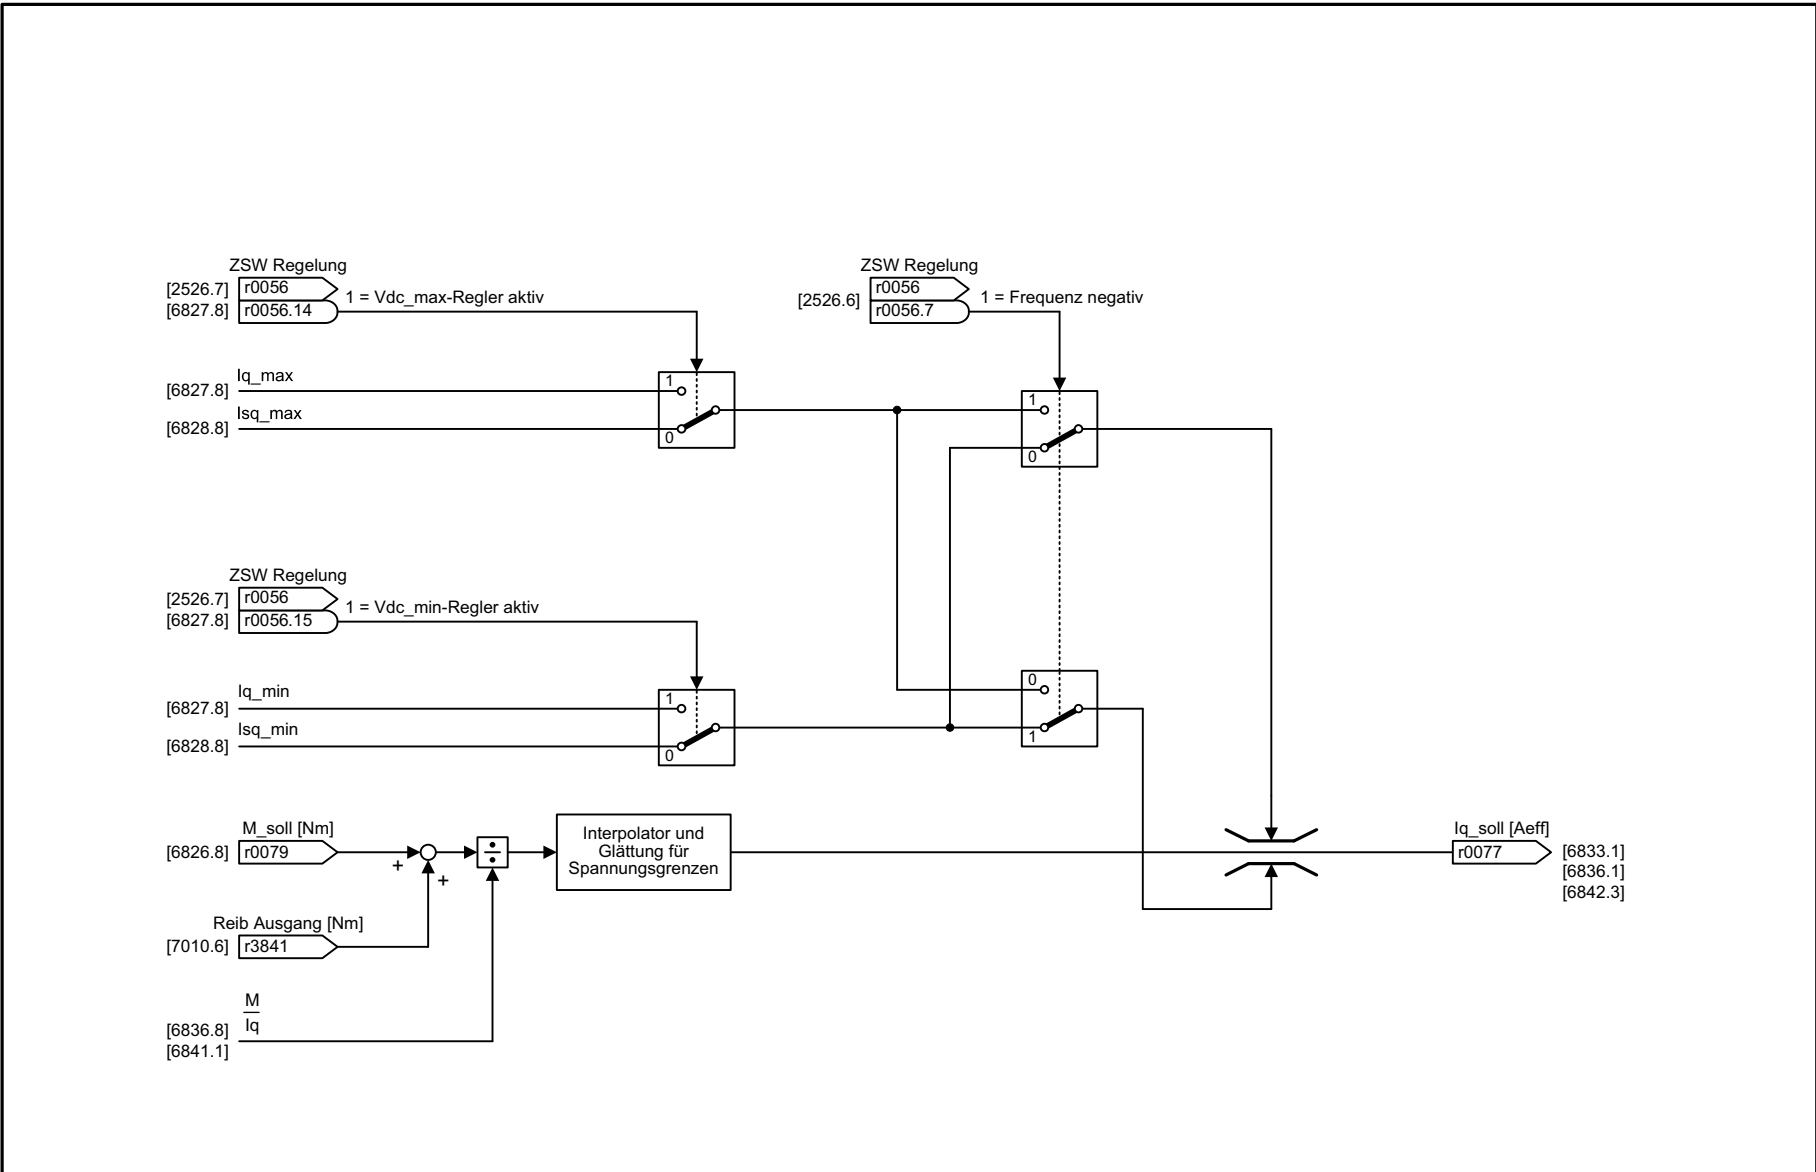 ZSW Regelung
[2526.7] r0056
1 = Vdc_max-Regler aktiv
[6827.8] r0056.14
ZSW Regelung
r0056
[2526.6]
1 = Frequenz negativ
r0056.7
Iq_max
[6827.8]
1
Isq_max
[6828.8]
0
1
0
ZSW Regelung
[2526.7] r0056
1 = Vdc_min-Regler aktiv
[6827.8] r0056.15
Iq_min
[6827.8]
1
Isq_min
[6828.8]
0
0
1
M_soll [Nm]
[6826.8] r0079
+
+
÷
Interpolator und
Glättung für
Spannungsgrenzen
Iq_soll [Aeff]
r0077 [6833.1]
[6836.1]
[6842.3]
Reib Ausgang [Nm]
[7010.6] r3841
M
Iq
[6836.8]
[6841.1]